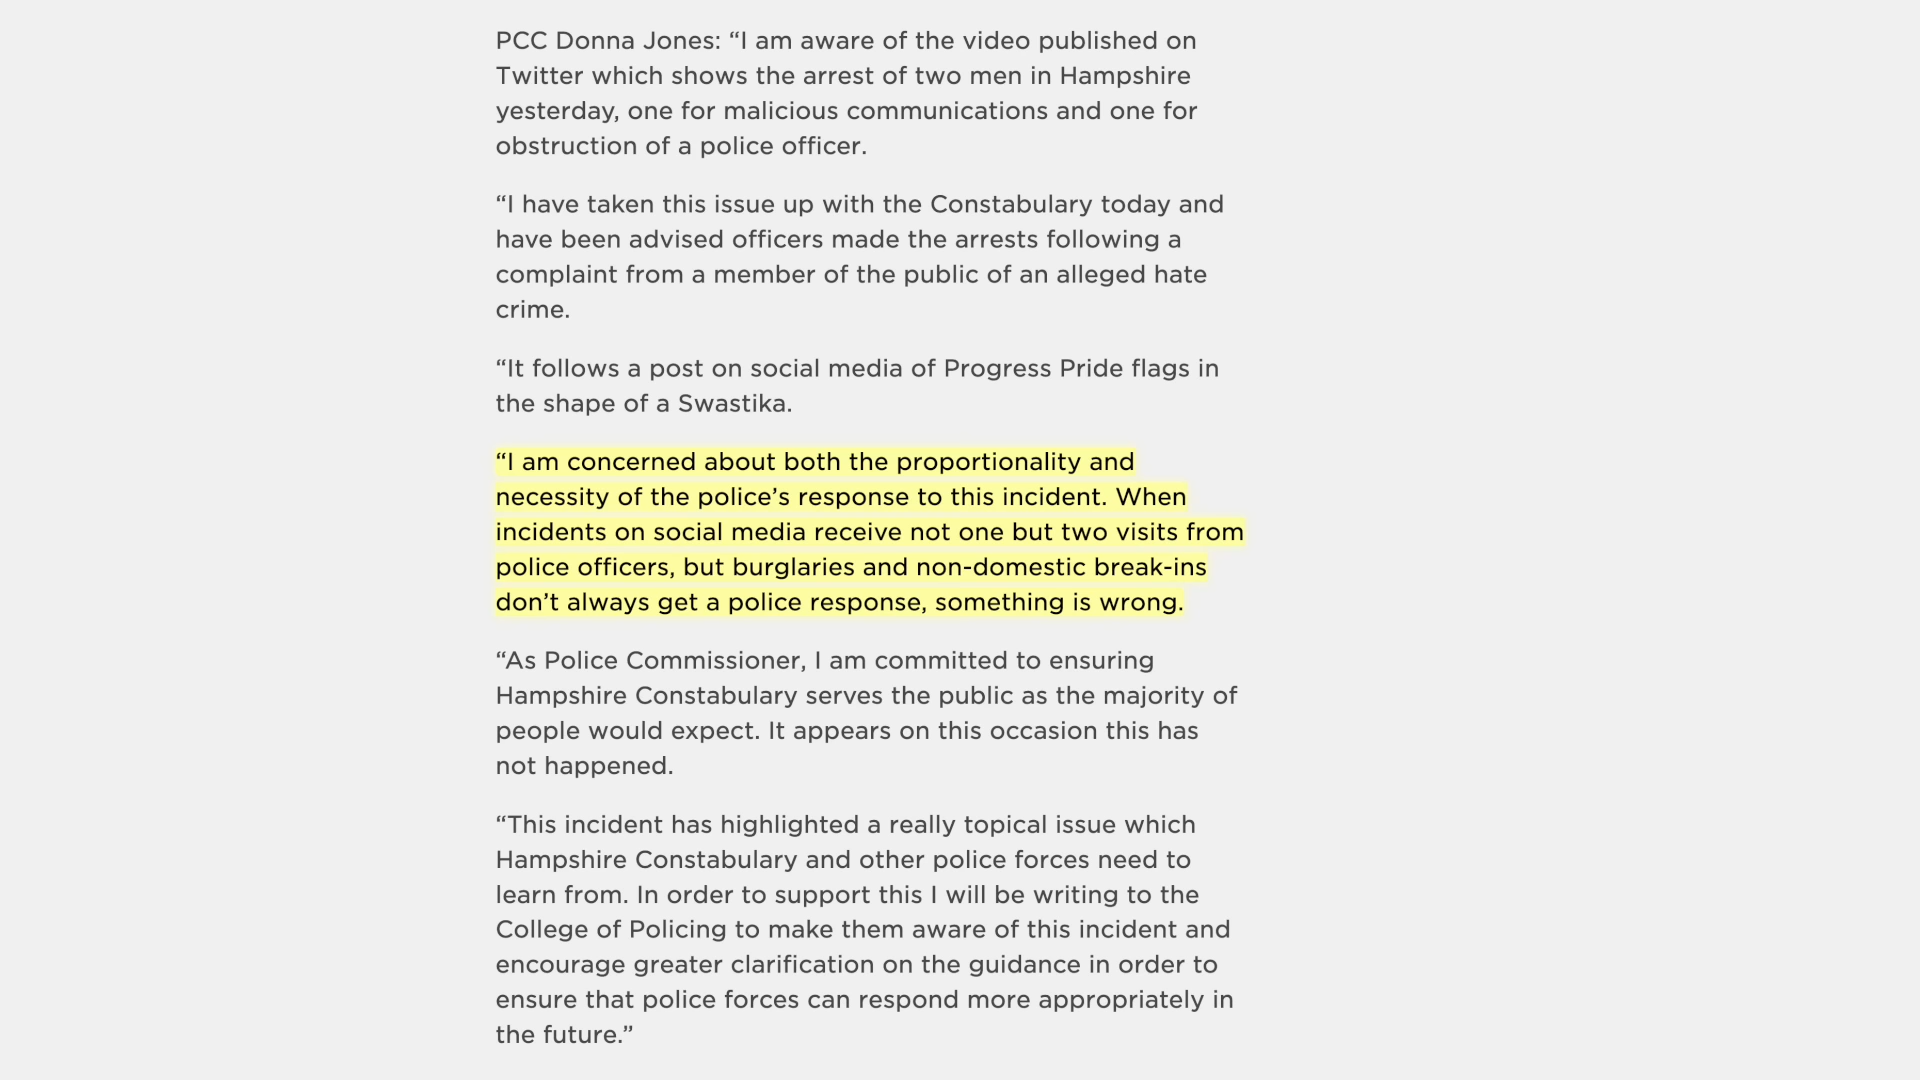 PCC Donna Jones: “I am aware of the video published on
Twitter which shows the arrest of two men in Hampshire
yesterday, one for malicious communications and one for
obstruction of a police officer.
“I have taken this issue up with the Constabulary today and
have been advised officers made the arrests following a
complaint from a member of the public of an alleged hate
crime.
“It follows a post on social media of Progress Pride flags in
the shape of a Swastika.
“I am concerned about both the proportionality and
necessity of the police’s response to this incident. When
incidents on social media receive not one but two visits from
police officers, but burglaries and non-domestic break-ins
don’t always get a police response, something is wrong.
“As Police Commissioner, I am committed to ensuring
Hampshire Constabulary serves the public as the majority of
people would expect. It appears on this occasion this has
not happened.
“This incident has highlighted a really topical issue which
Hampshire Constabulary and other police forces need to
learn from. In order to support this I will be writing to the
College of Policing to make them aware of this incident and
encourage greater clarification on the guidance in order to
ensure that police forces can respond more appropriately in
the future.”